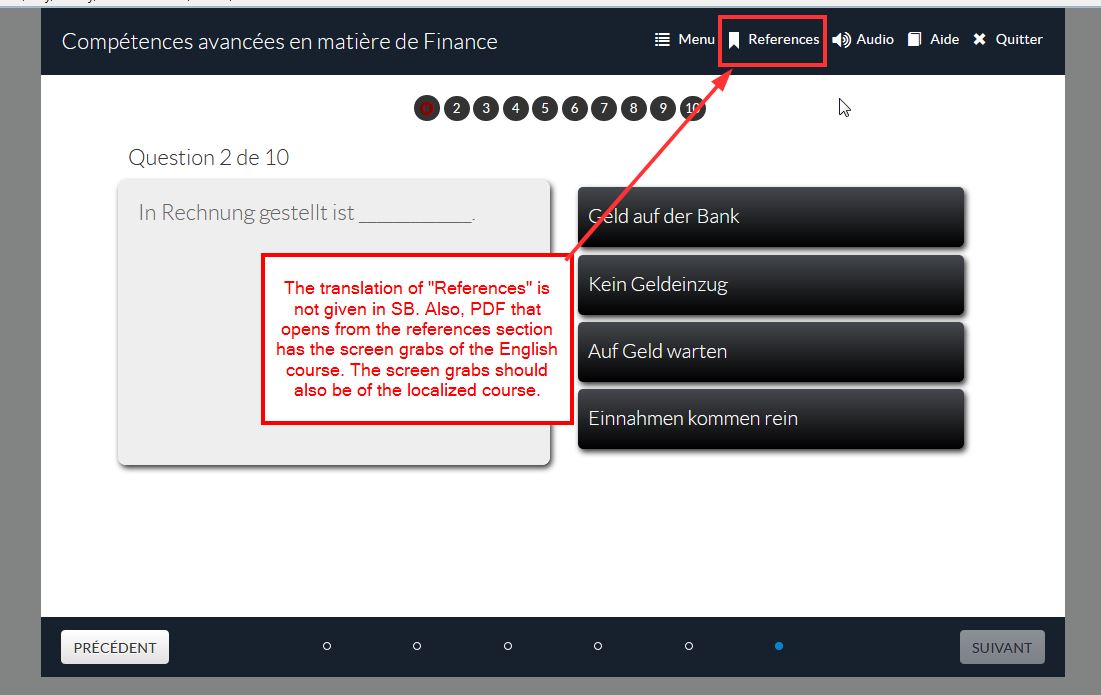 Compétences avancées en matière de Finance
Menu
References
Audio
Aide
Quitter
2 3 4 5 6 7 8 9 10
Question 2 de 10
In Rechnung gestellt ist ____________.
Geld auf der Bank
Kein Geldeinzug
Auf Geld warten
Einnahmen kommen rein
The translation of "References" is
not given in SB. Also, PDF that
opens from the references section
has the screen grabs of the English
course. The screen grabs should
also be of the localized course.
PRÉCÉDENT
SUIVANT